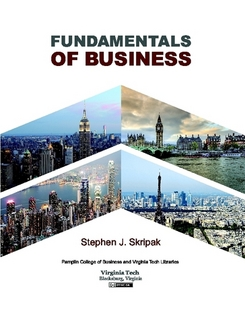 FUNDAMENTALS
OF BUSINESS
Stephen J. Skripak
Pamplin College of Business and Virginia Tech Libraries
Virginia Tech
Blacksburg, Virginia